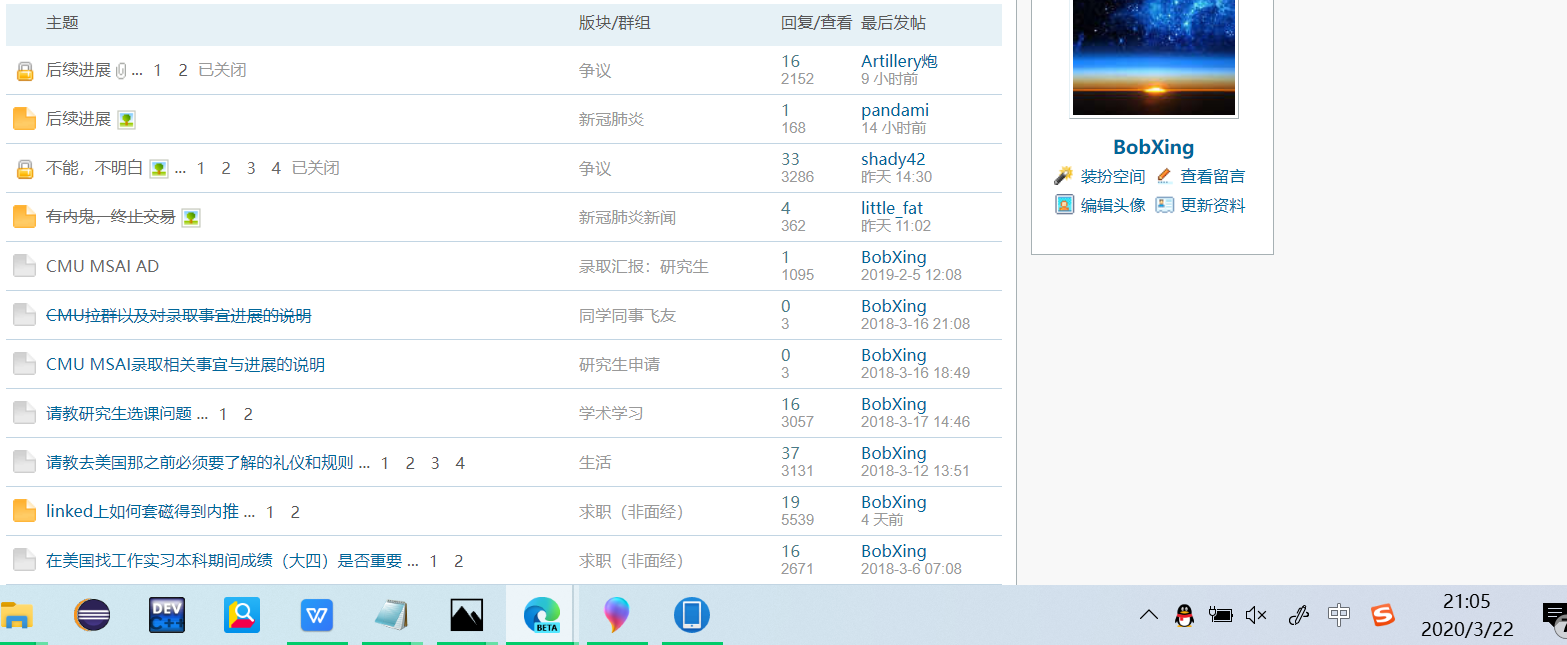 主题 版块/群组 回复/查看 最后发帖
后续进展 ... 1 2 已关闭 争议 16 Artillery炮
2152 9 小时前
后续进展 新冠肺炎 1 pandami
168 14 小时前
不能，不明白 ... 1 2 3 4 已关闭 争议 33 shady42
3286 昨天 14:30
有内鬼，终止交易 新冠肺炎新闻 4 little_fat
362 昨天 11:02
CMU MSAI AD 录取汇报：研究生 1 BobXing
1095 2019-2-5 12:08
CMU拉群以及对录取事宜进展的说明 同学同事飞友 0 BobXing
3 2018-3-16 21:08
CMU MSAI录取相关事宜与进展的说明 研究生申请 0 BobXing
3 2018-3-16 18:49
请教研究生选课问题 ... 1 2 学术学习 16 BobXing
3057 2018-3-17 14:46
请教去美国那之前必须要了解的礼仪和规则 ... 1 2 3 4 生活 37 BobXing
3131 2018-3-12 13:51
linked上如何套磁得到内推 ... 1 2 求职（非面经） 19 BobXing
5539 4 天前
在美国找工作实习本科期间成绩（大四）是否重要 ... 1 2 求职（非面经） 16 BobXing
2671 2018-3-6 07:08
BobXing
装扮空间 查看留言
编辑头像 更新资料
DEV
C++
W
BETA
中
S
21:05
2020/3/22
7